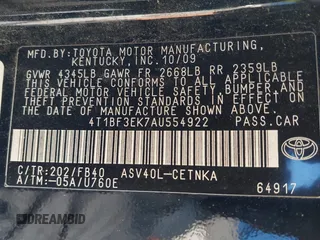 MFD.BY:TOYOTA MOTOR MANUFACTURING,
KENTUCKY,INC.10/09
GVWR 4345LB GAWR FR 2668LB RR 2359LB
THIS VEHICLE CONFORMS TO ALL APPLICABLE
FEDERAL MOTOR VEHICLE SAFETY, BUMPER, AND
THEFT PREVENTION STANDARDS IN EFFECT ON
THE DATE OF MANUFACTURE SHOWN ABOVE.
4T1BF3EK7AU554922 PASS.CAR
C/TR:202/FB40 ASV40L-CETNKA
A/TM:-05A/U760E 64917
TOYOTA
DREAMBID